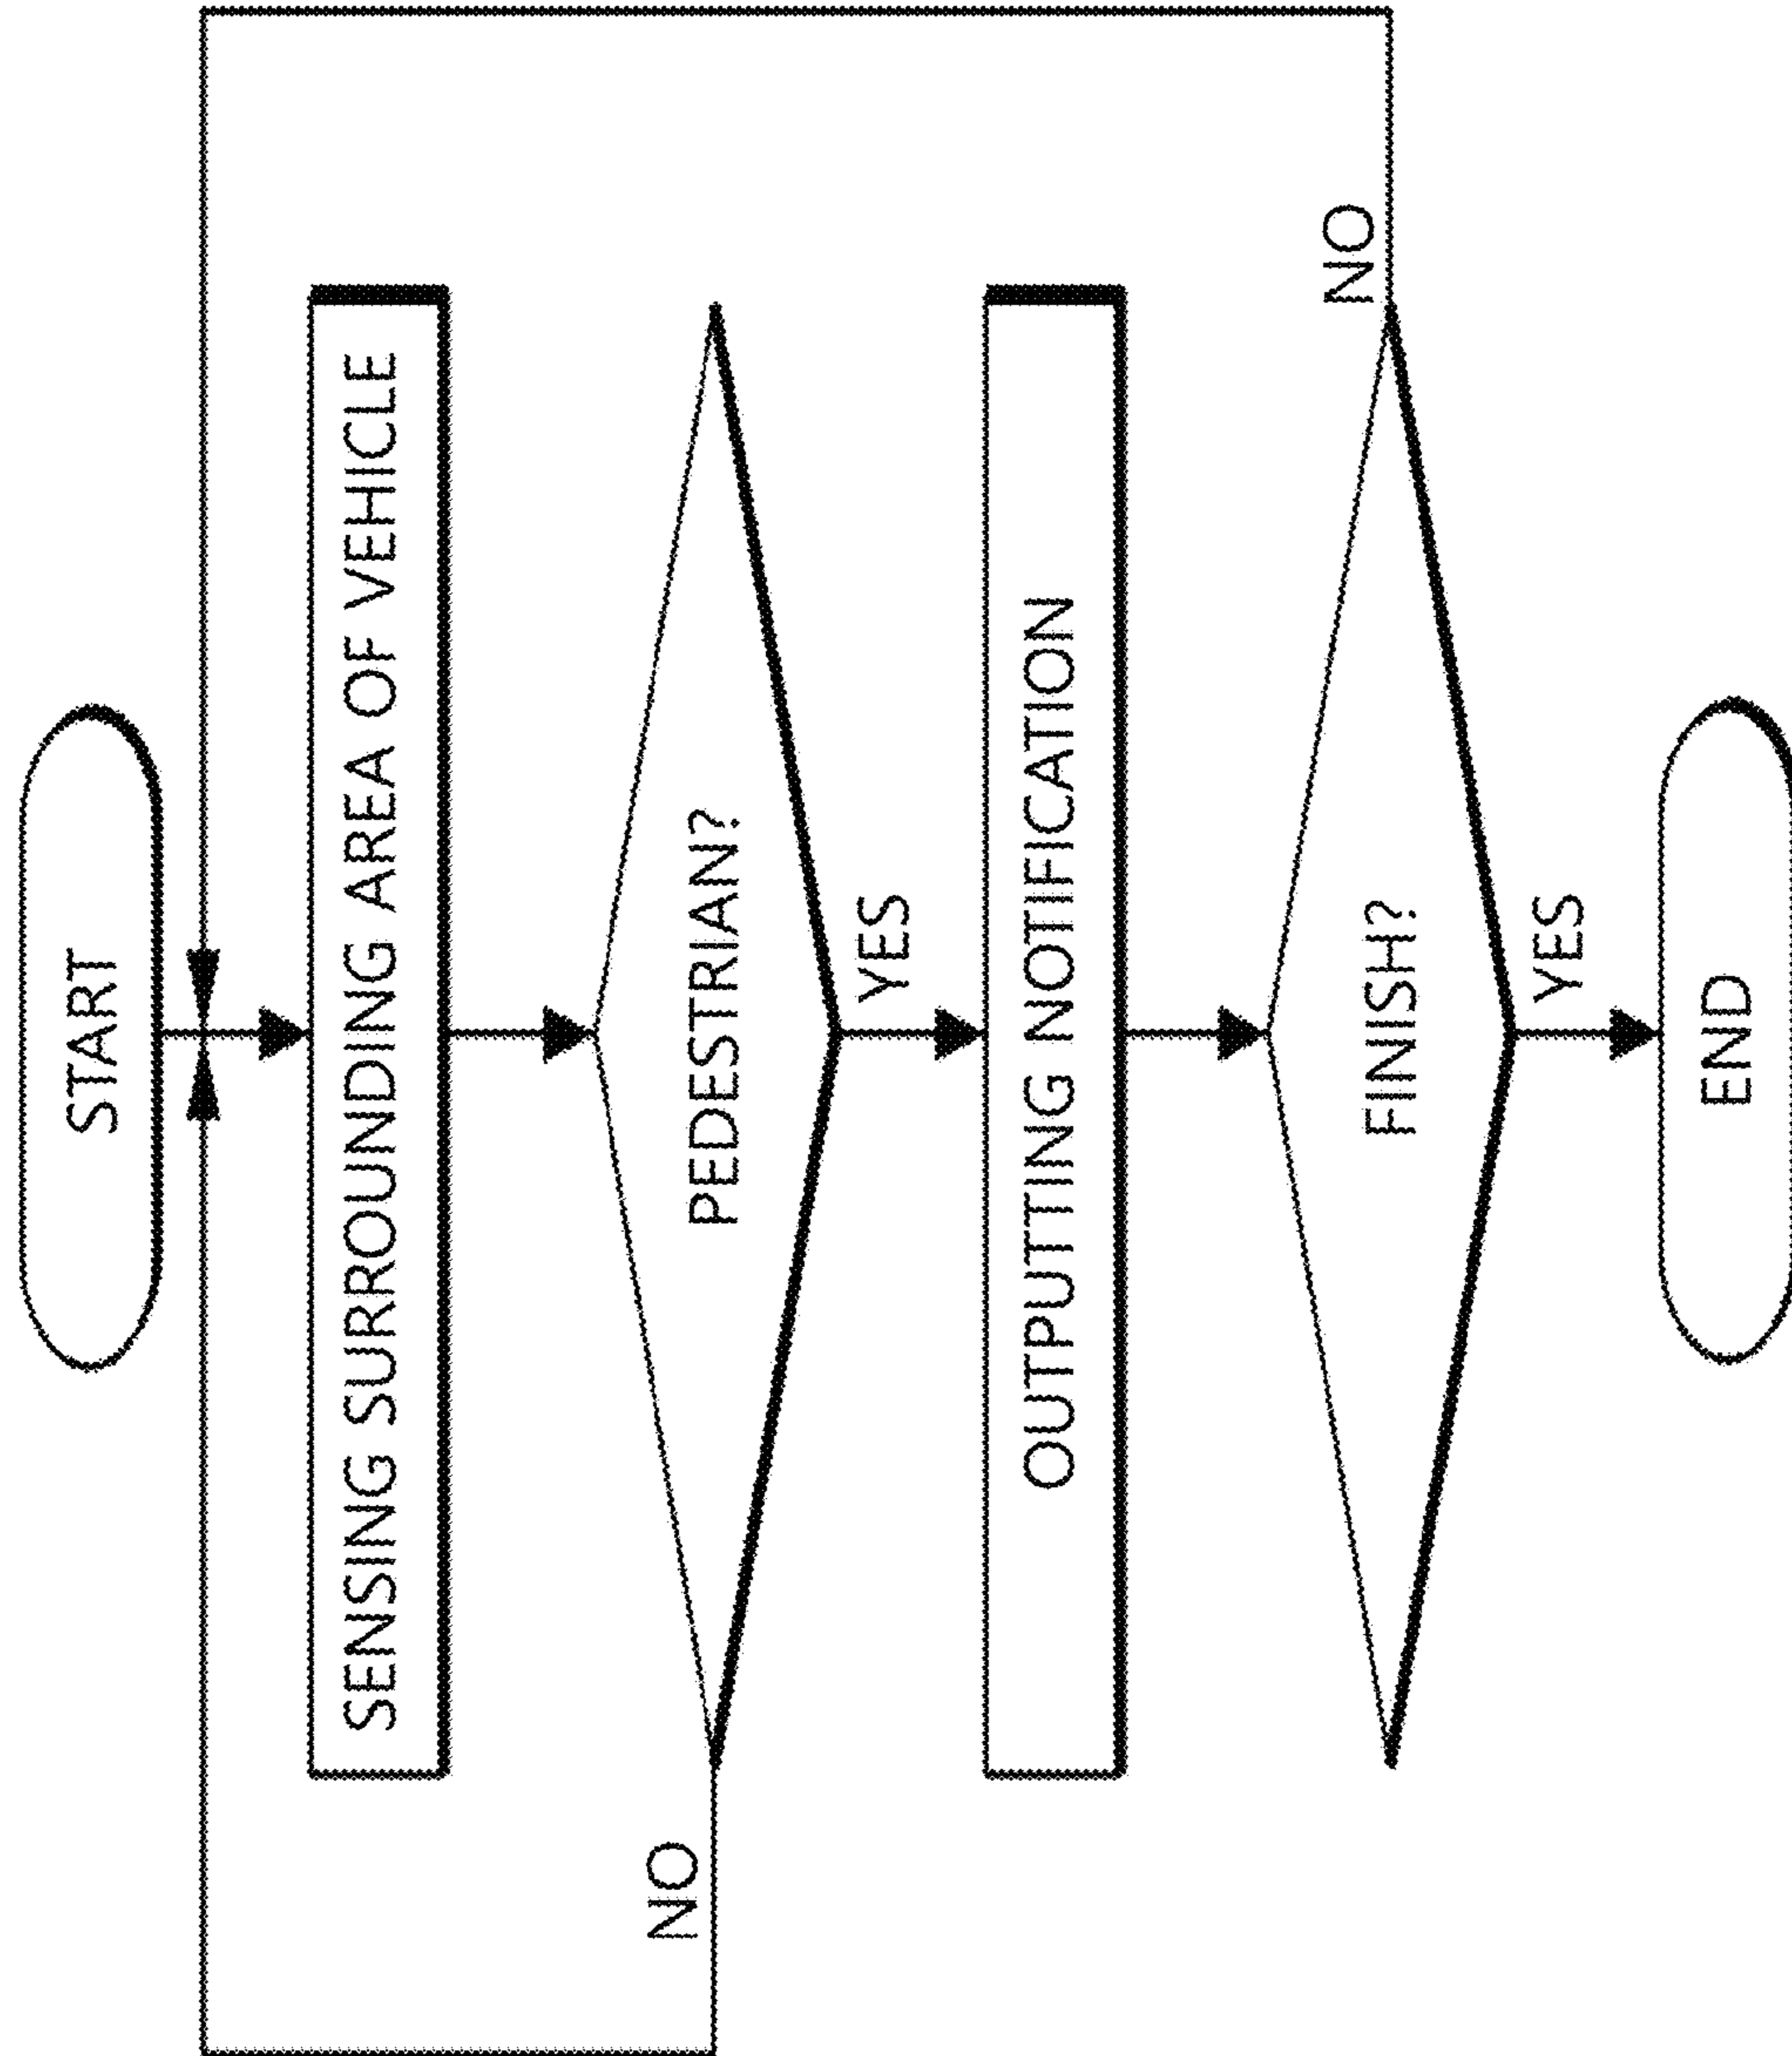 START
SENSING SURROUNDING AREA OF VEHICLE
PEDESTRIAN?
NO
YES
OUTPUTTING NOTIFICATION
FINISH?
NO
YES
END